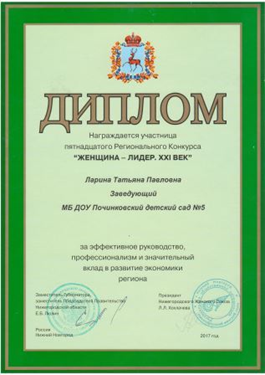 ДИПЛОМ
Награждается участница
пятнадцатого Регионального Конкурса
"ЖЕНЩИНА – ЛИДЕР. XXI ВЕК"
Ларина Татьяна Павловна
Заведующий
МБ ДОУ Починковский детский сад №5
за эффективное руководство,
профессионализм и значительный
вклад в развитие экономики
региона
Заместитель Губернатора,
заместитель Председателя Правительства
Нижегородской области
Е.Б.
Президент
Нижегородского Женского Союза
Россия
Нижний Новгород
2017 год